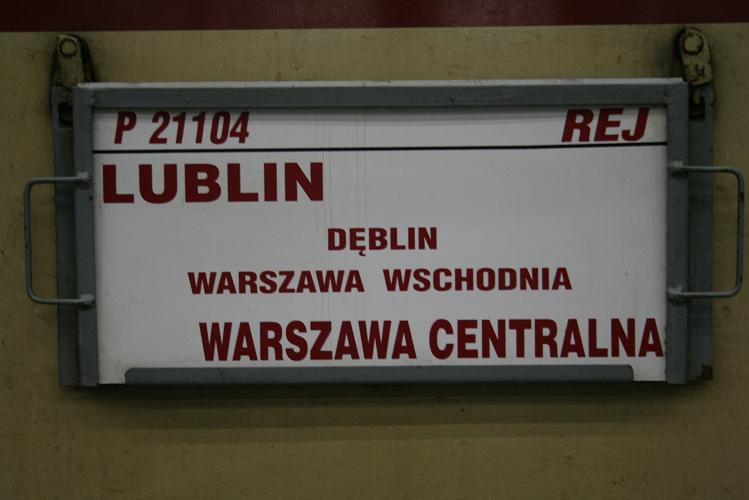 P 21104 REJ
LUBLIN
DĘBLIN
WARSZAWA WSCHODNIA
WARSZAWA CENTRALNA